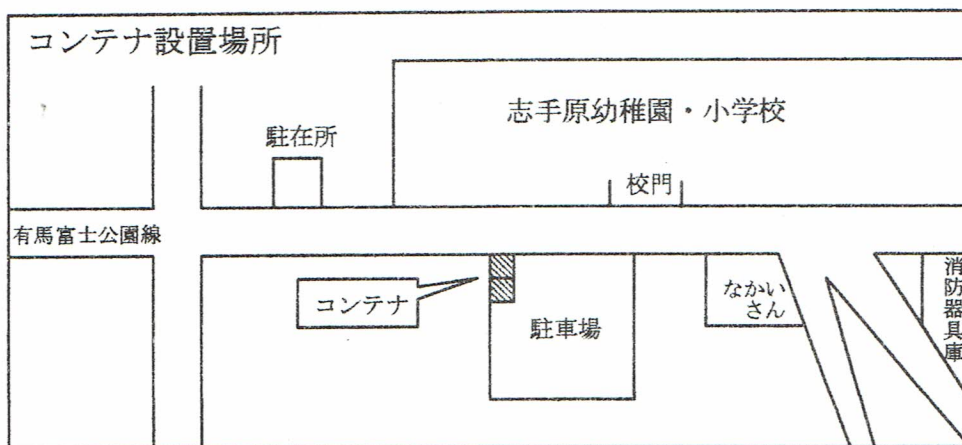 コンテナ設置場所
志手原幼稚園・小学校
駐在所
校門
有馬富士公園線
コンテナ
駐車場
なかい
さん
消防器具庫